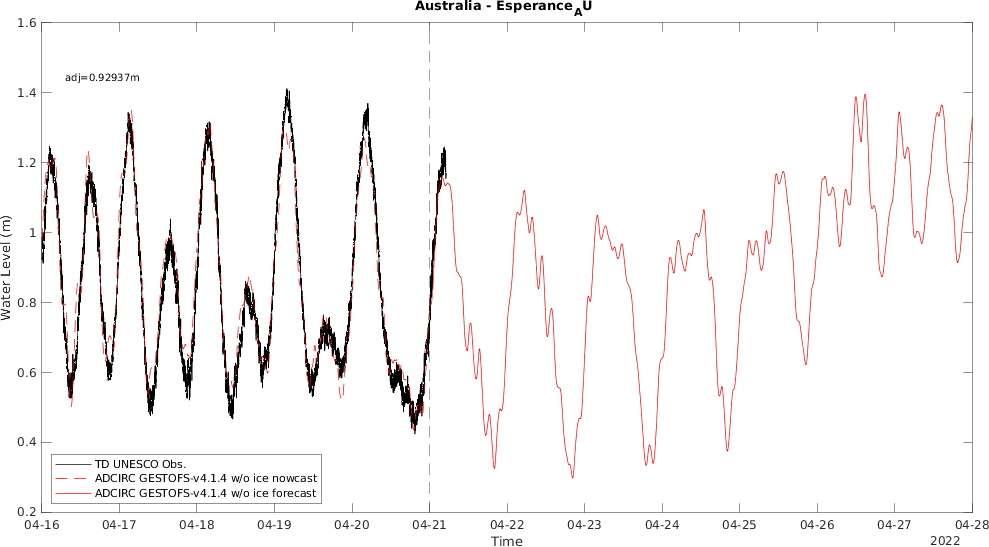 Australia - Esperance_AU
adj=0.92937m
1.6
1.4
1.2
1
0.8
0.6
0.4
0.2
Water Level (m)
TD UNESCO Obs.
ADCIRC GESTOFS-v4.1.4 w/o ice nowcast
ADCIRC GESTOFS-v4.1.4 w/o ice forecast
04-16 04-17 04-18 04-19 04-20 04-21 04-22 04-23 04-24 04-25 04-26 04-27 04-28
Time
2022